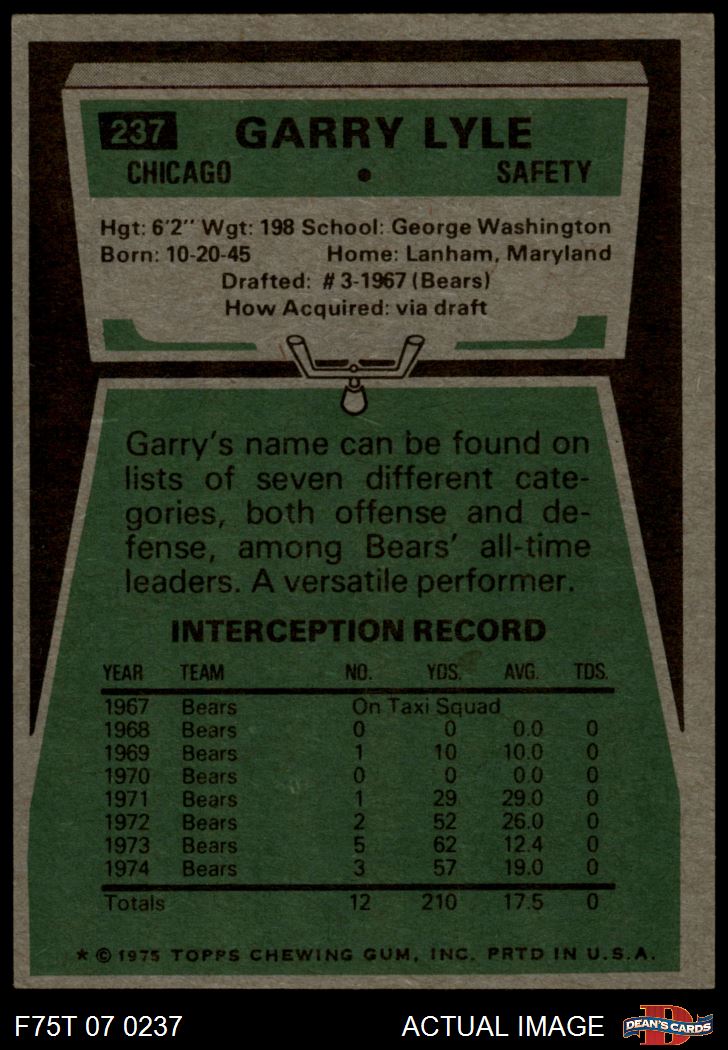 237 GARRY LYLE
CHICAGO • SAFETY
Hgt: 6'2" Wgt: 198 School: George Washington
Born: 10-20-45 Home: Lanham, Maryland
Drafted: #3-1967 (Bears)
How Acquired: via draft
Garry's name can be found on
lists of seven different cate-
gories, both offense and de-
fense, among Bears' all-time
leaders. A versatile performer.
INTERCEPTION RECORD
YEAR TEAM NO. YDS. AVG. TDS.
1967 Bears On Taxi Squad
1968 Bears 0 0 0.0 0
1969 Bears 1 10 10.0 0
1970 Bears 0 0 0.0 0
1971 Bears 1 29 29.0 0
1972 Bears 2 52 26.0 0
1973 Bears 5 62 12.4 0
1974 Bears 3 57 19.0 0
Totals 12 210 17.5 0
* © 1975 TOPPS CHEWING GUM, INC. PRTD IN U.S.A.
F75T 07 0237 ACTUAL IMAGE D DEAN'S CARDS